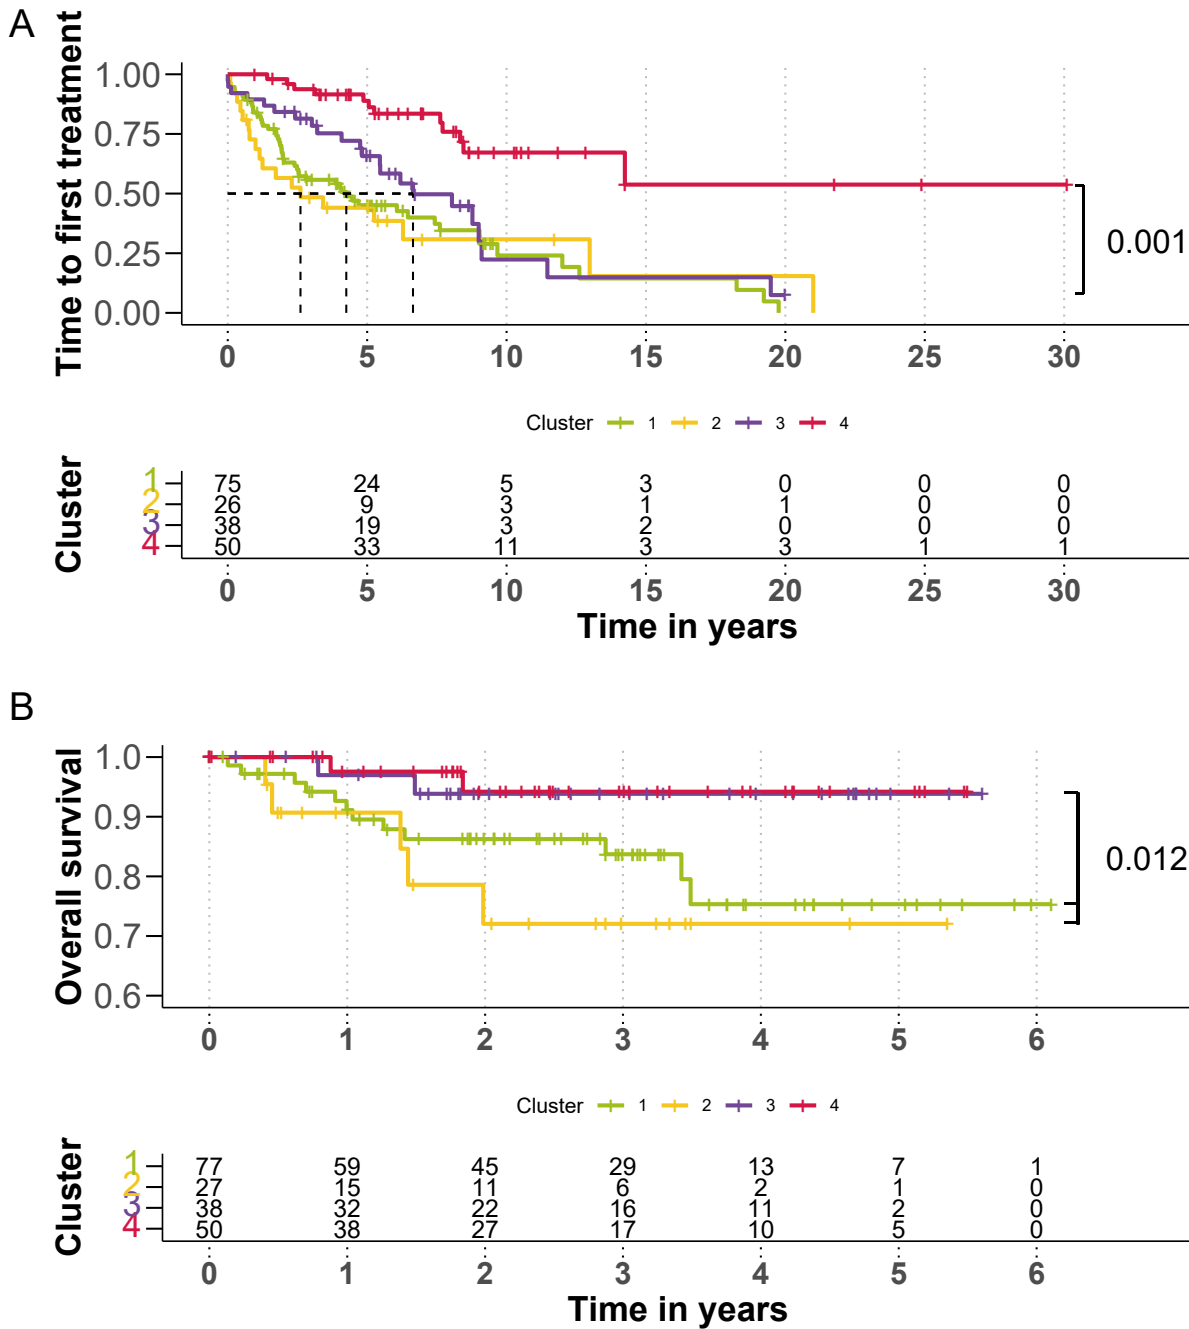 A
Time to first treatment
1.00
0.75
0.50
0.25
0.00
0.001
0 5 10 15 20 25 30
Cluster 1 2 3 4
Cluster
1 75 24 5 3 0 0 0
2 26 9 3 1 1 0 0
3 38 19 3 2 0 0 0
4 50 33 11 3 3 1 1
0 5 10 15 20 25 30
Time in years
B
Overall survival
1.0
0.9
0.8
0.7
0.6
0.012
0 1 2 3 4 5 6
Cluster 1 2 3 4
Cluster
1 77 59 45 29 13 7 1
2 27 15 11 6 2 1 0
3 38 32 22 16 11 2 0
4 50 38 27 17 10 5 0
0 1 2 3 4 5 6
Time in years